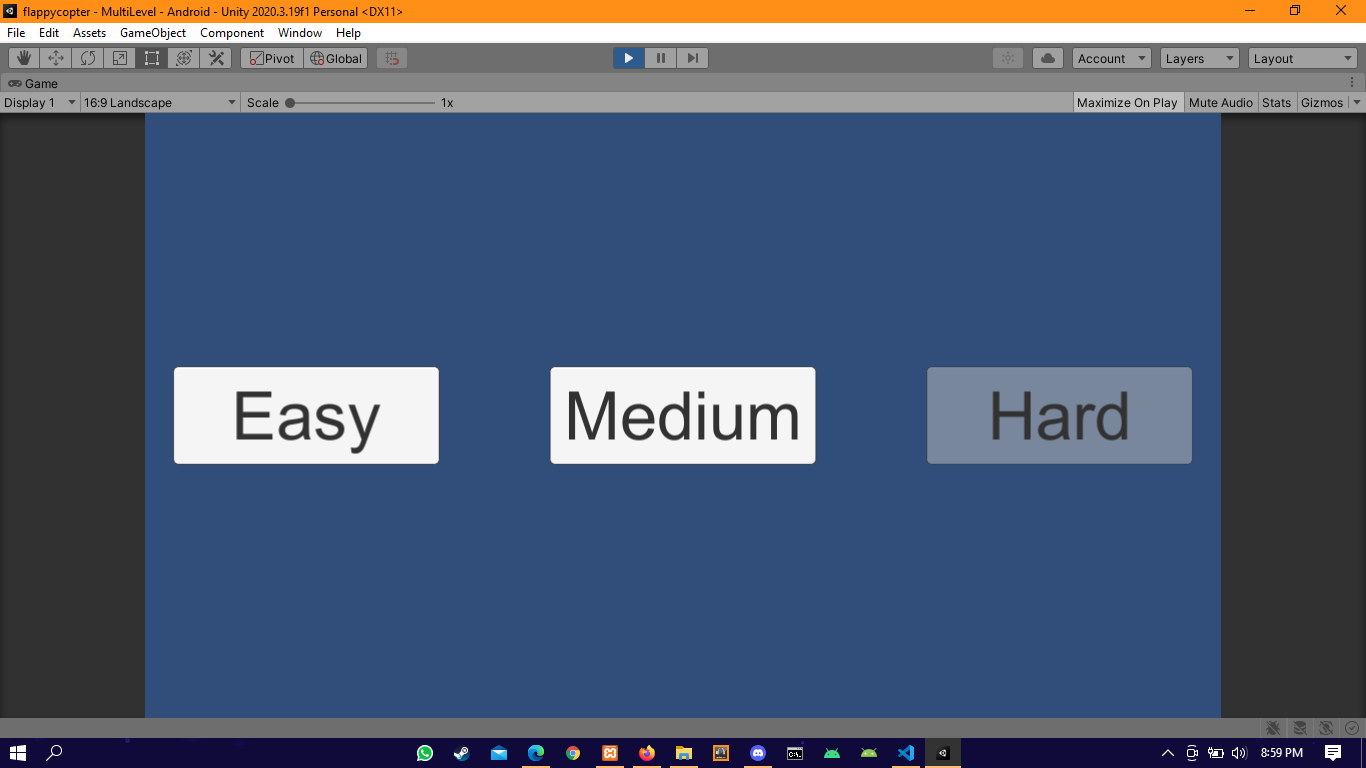 flappycopter - MultiLevel - Android - Unity 2020.3.19f1 Personal <DX11>
File Edit Assets GameObject Component Window Help
Pivot Global Account Layers Layout
Game
Display 1 16:9 Landscape Scale 1x Maximize On Play Mute Audio Stats Gizmos
Easy Medium Hard
8:59 PM